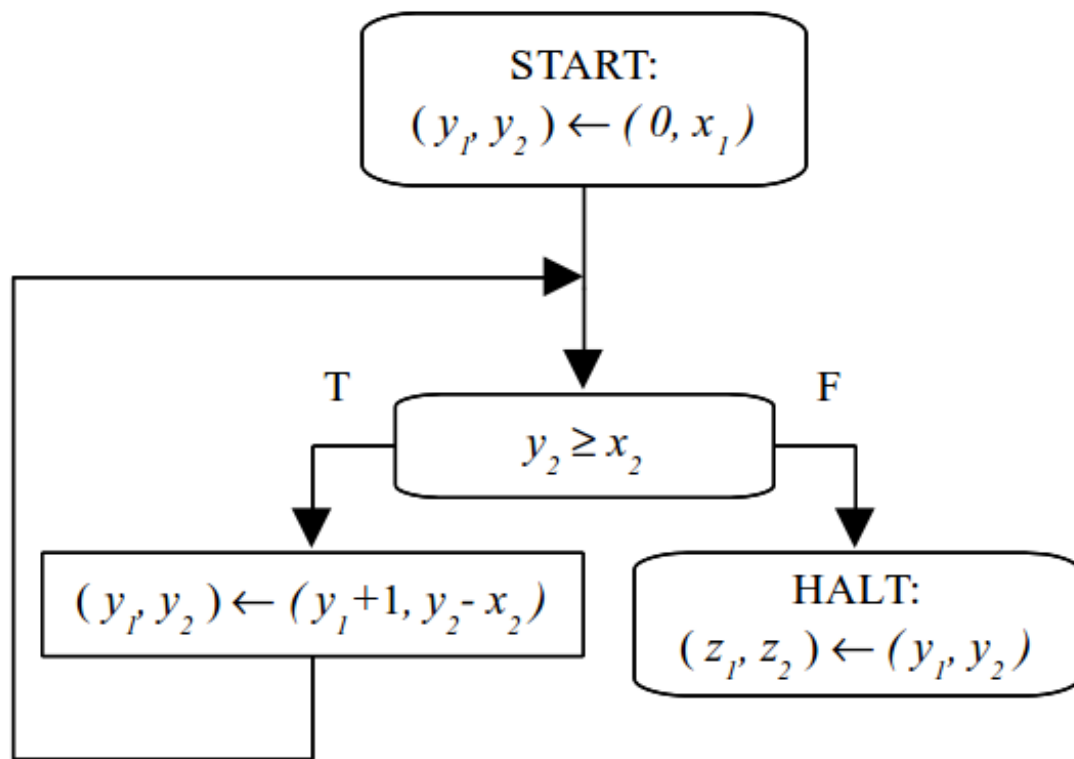 START:
( y₁, y₂ ) ← ( 0, x₁ )
T
F
y₂ ≥ x₂
( y₁, y₂ ) ← ( y₁+1, y₂- x₂ )
HALT:
( z₁, z₂ ) ← ( y₁, y₂ )